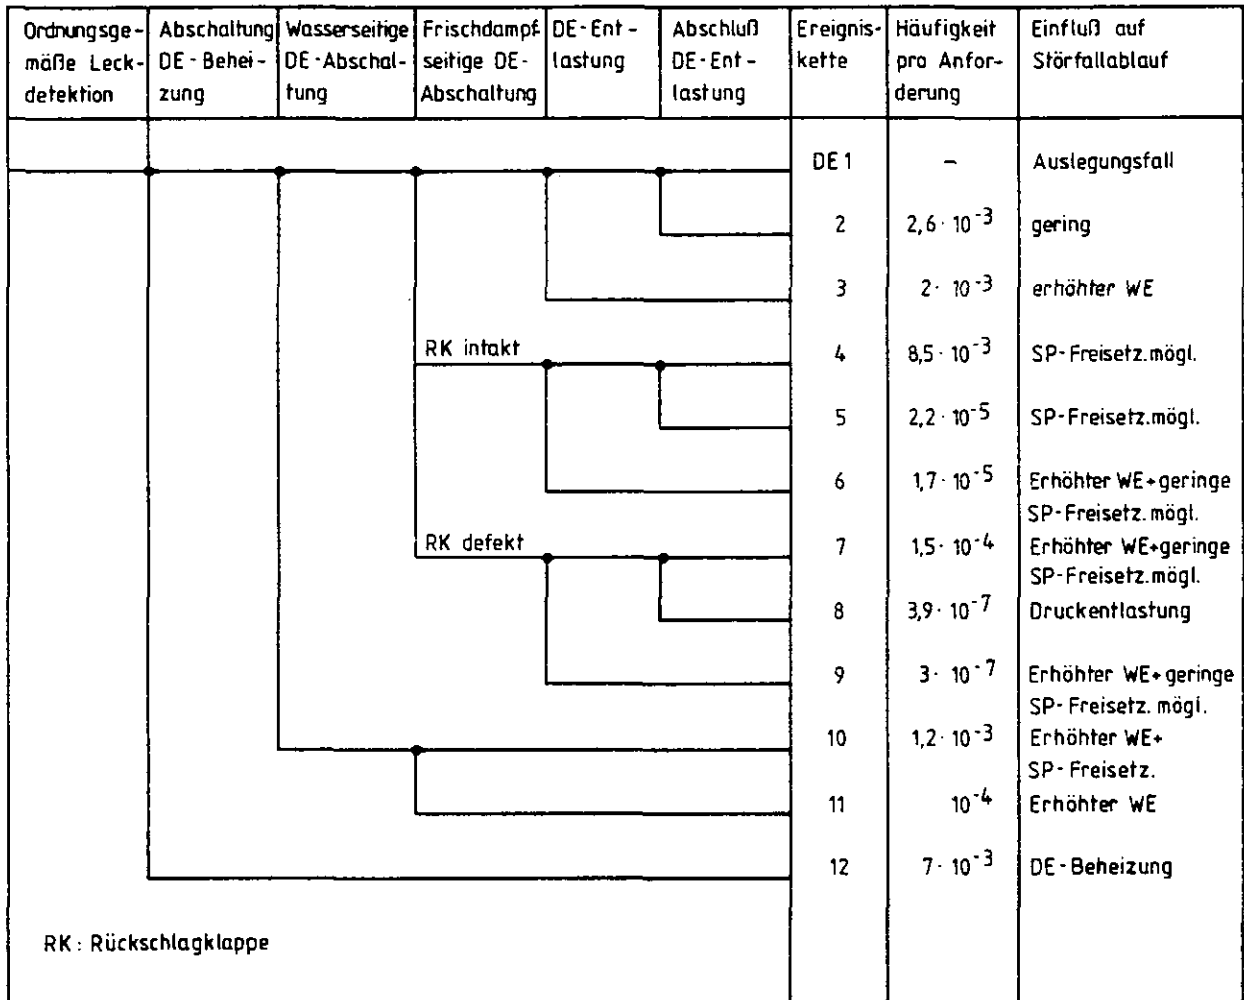 Ordnungsge-
mäße Leck-
detektion
Abschaltung
DE-Behei-
zung
Wasserseitige
DE-Abschal-
tung
Frischdampf-
seitige DE-
Abschaltung
DE-Ent-
lastung
Abschluß
DE-Ent-
lastung
Ereignis-
kette
Häufigkeit
pro Anfor-
derung
Einfluß auf
Störfallablauf
DE 1 – Auslegungsfall
2 2,6·10⁻³ gering
3 2·10⁻³ erhöhter WE
RK intakt
4 8,5·10⁻³ SP-Freisetz.mögl.
5 2,2·10⁻⁵ SP-Freisetz.mögl.
6 1,7·10⁻⁵ Erhöhter WE+geringe
SP-Freisetz.mögl.
RK defekt
7 1,5·10⁻⁴ Erhöhter WE+geringe
SP-Freisetz.mögl.
8 3,9·10⁻⁷ Druckentlastung
9 3·10⁻⁷ Erhöhter WE+geringe
SP-Freisetz.mögl.
10 1,2·10⁻³ Erhöhter WE+
SP-Freisetz.
11 10⁻⁴ Erhöhter WE
12 7·10⁻³ DE-Beheizung
RK: Rückschlagklappe